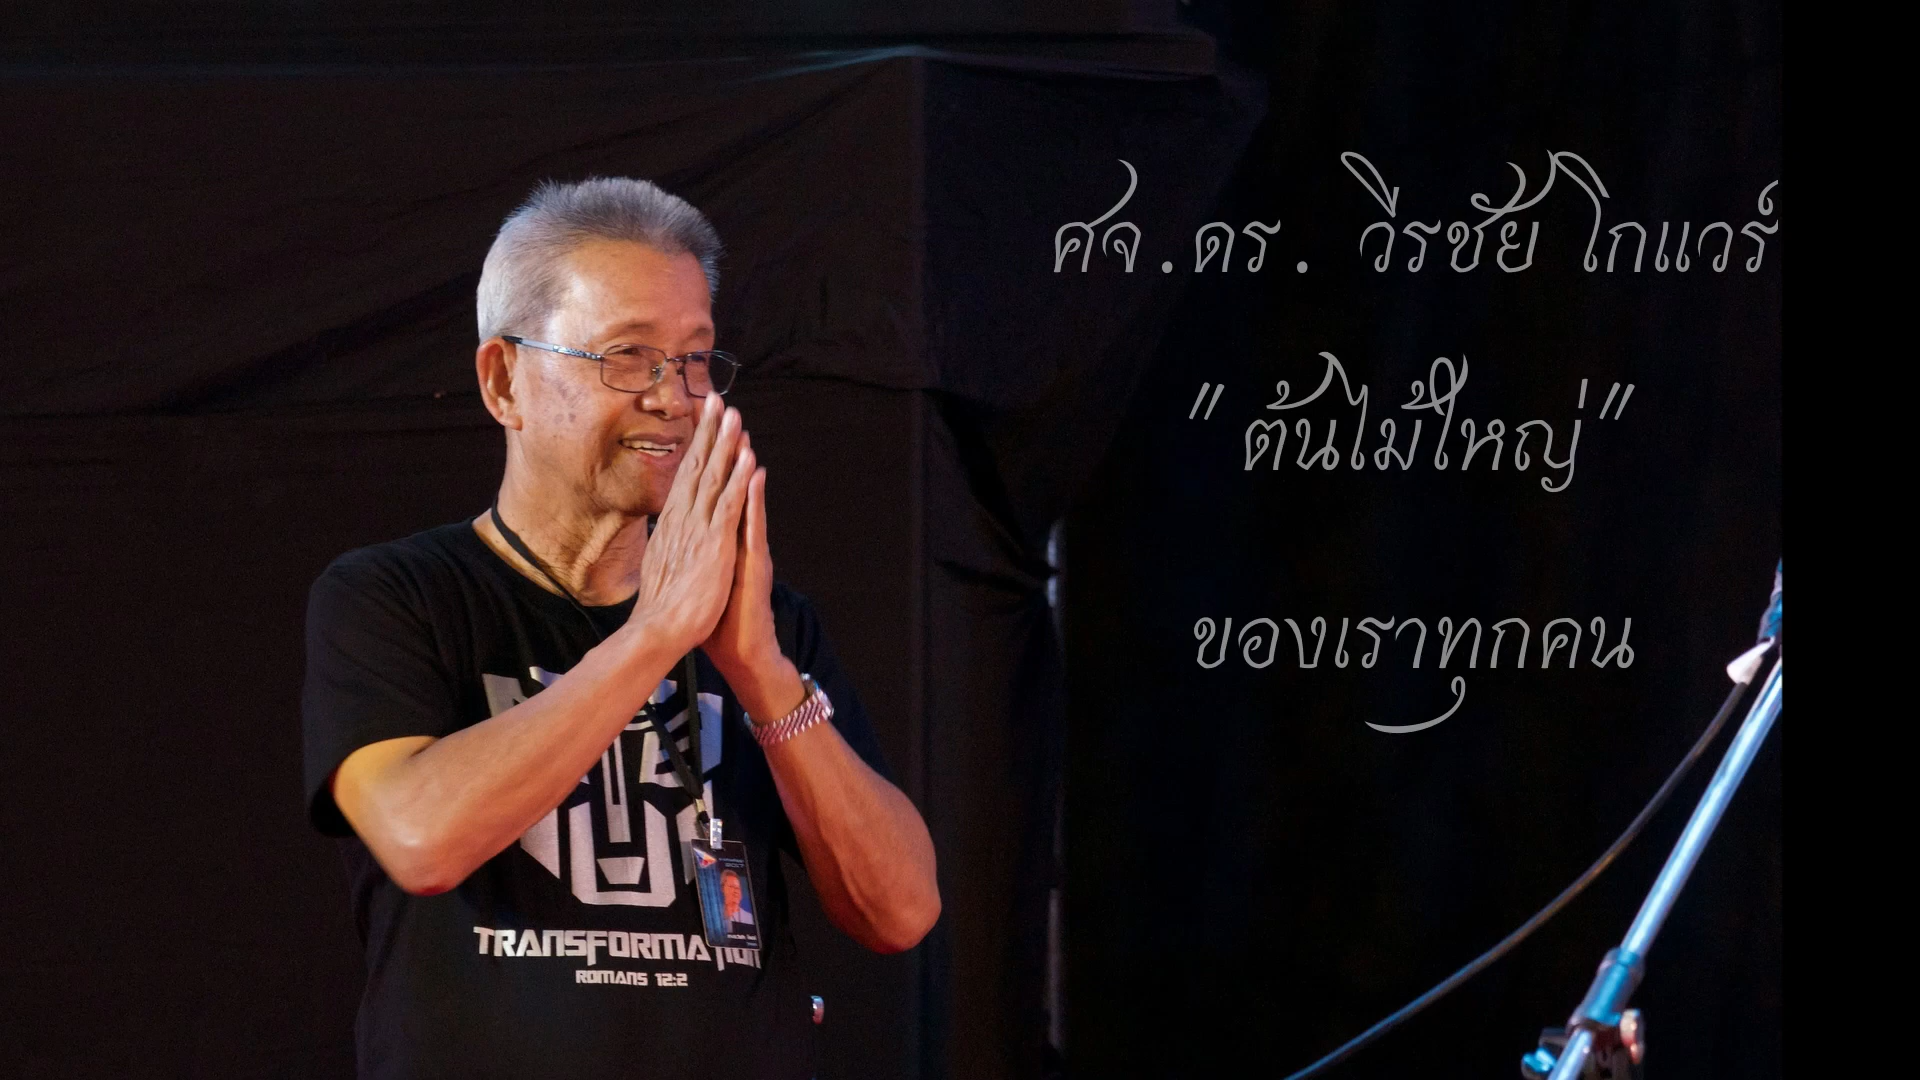 ศจ.ดร. วีรชัย โกแวร์
" ต้นไม้ใหญ่"
ของเราทุกคน
TRANSFORMATION
ROMANS 12:2